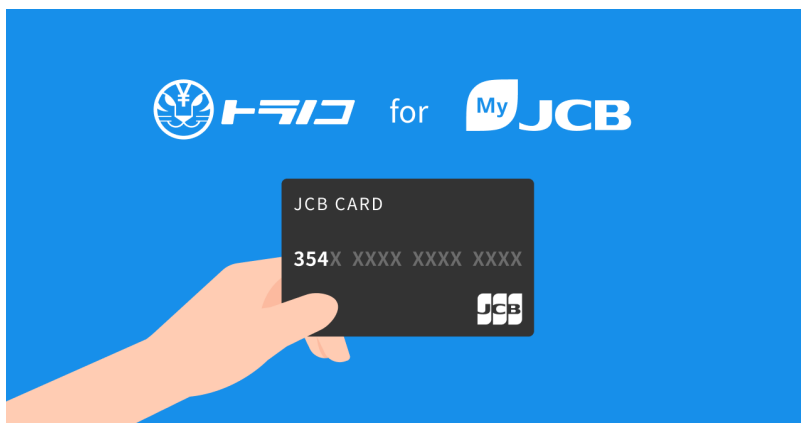 トラノコ for My JCB
JCB CARD
354X XXXX XXXX XXXX
JCB